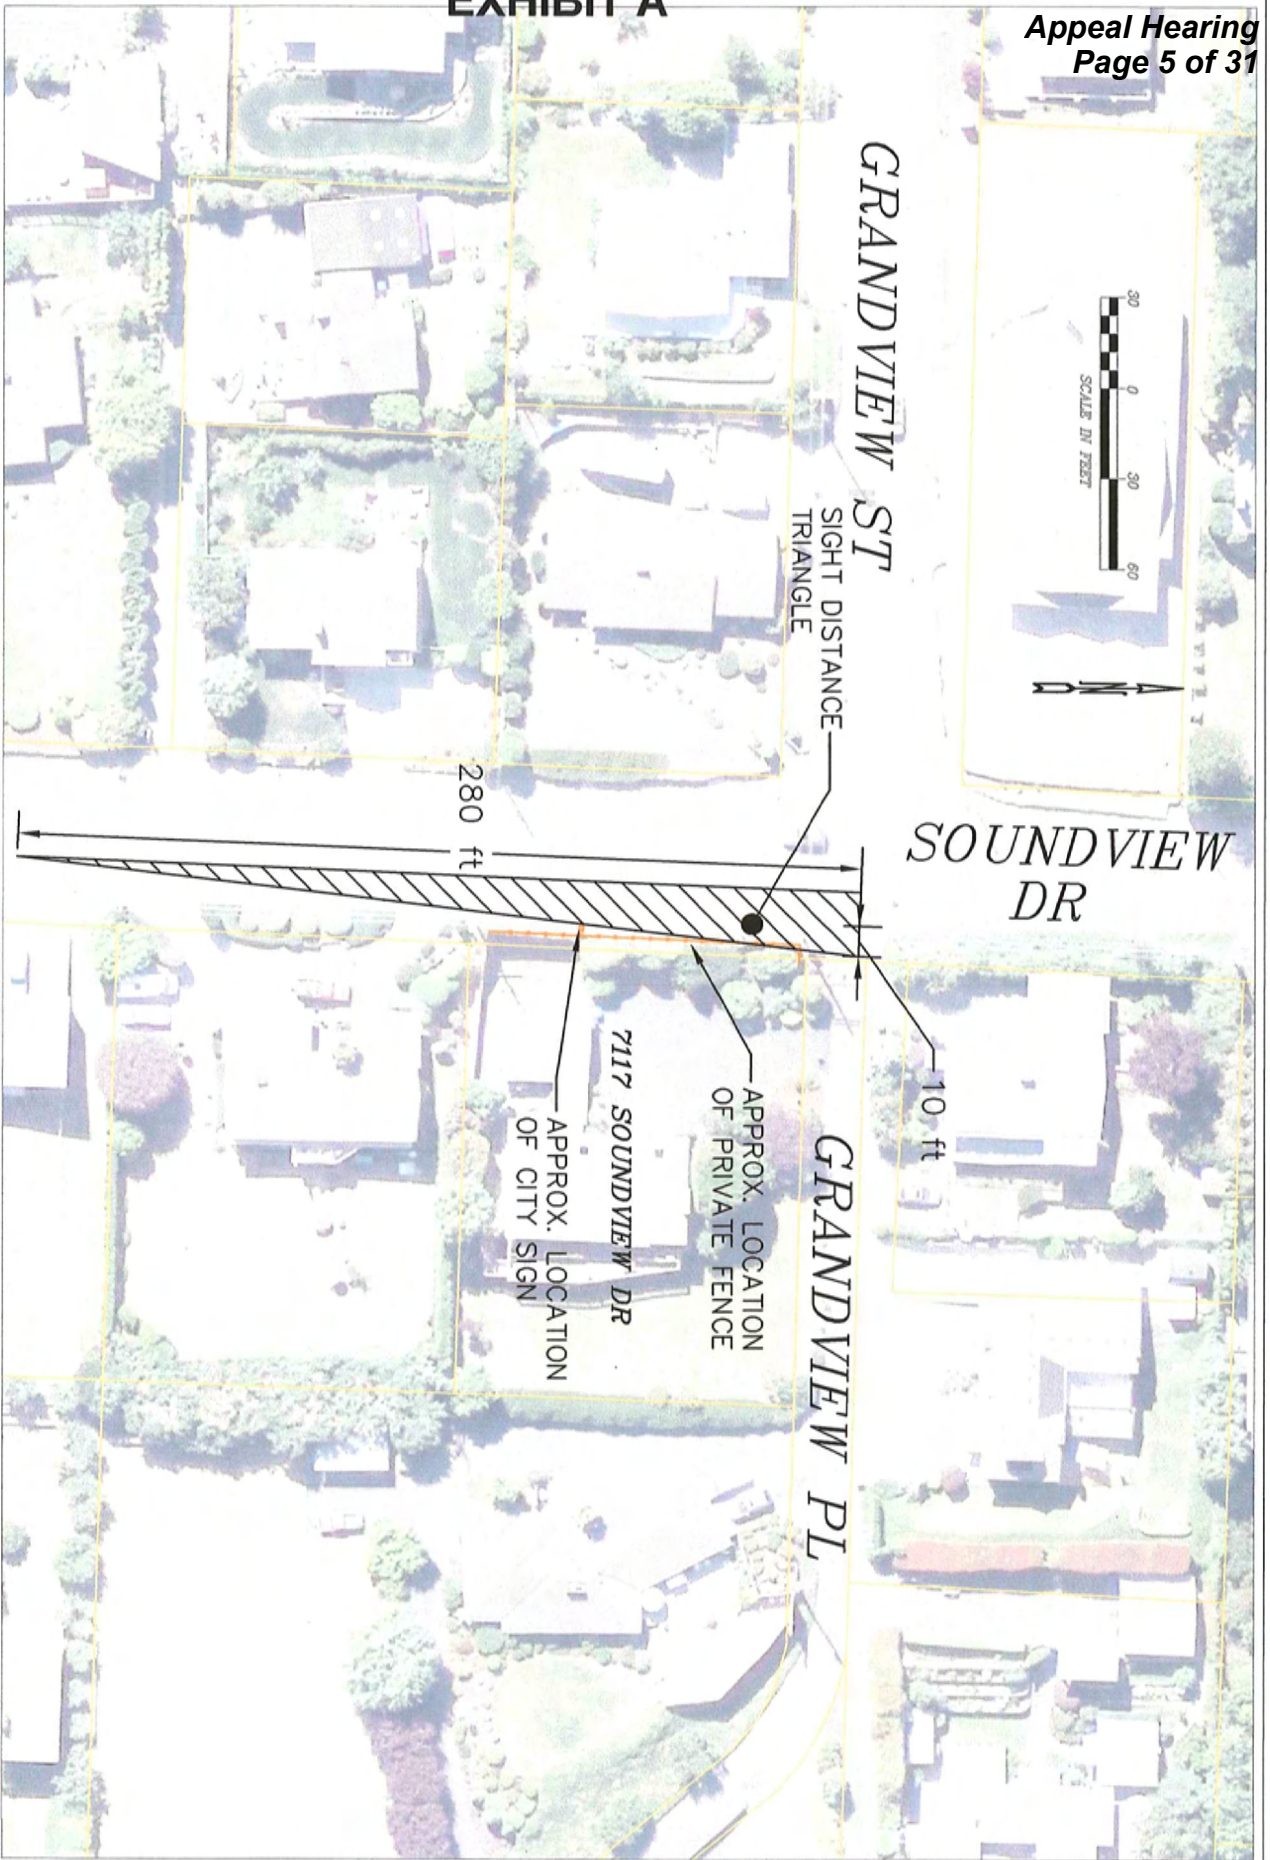 EXHIBIT A
Appeal Hearing
Page 5 of 31
GRANDVIEW ST
30 0 30 60
SCALE IN FEET
N
SIGHT DISTANCE
TRIANGLE
SOUNDVIEW
DR
280 ft
10 ft
GRANDVIEW PL
APPROX. LOCATION
OF PRIVATE FENCE
7117 SOUNDVIEW DR
APPROX. LOCATION
OF CITY SIGN